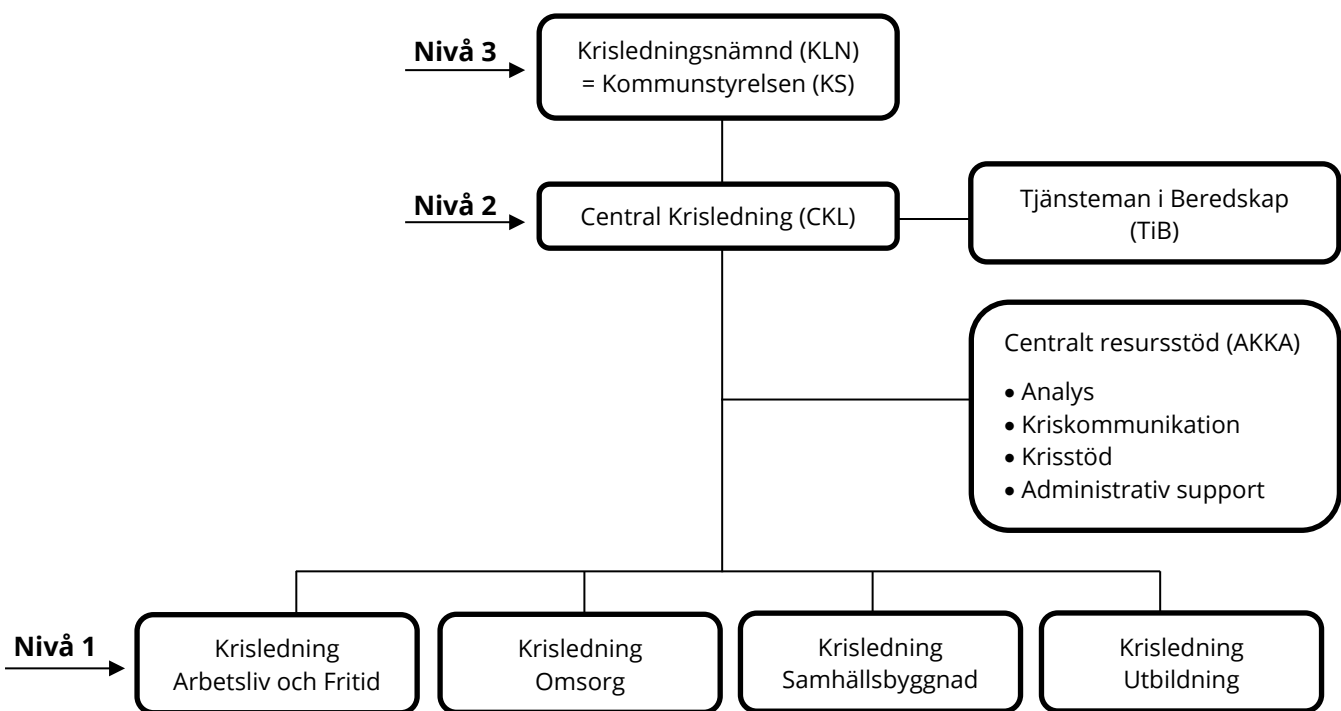 Nivå 3
Krisledningsnämnd (KLN)
= Kommunstyrelsen (KS)
Nivå 2
Central Krisledning (CKL)
Tjänsteman i Beredskap
(TiB)
Centralt resursstöd (AKKA)
• Analys
• Kriskommunikation
• Krisstöd
• Administrativ support
Nivå 1
Krisledning
Arbetsliv och Fritid
Krisledning
Omsorg
Krisledning
Samhällsbyggnad
Krisledning
Utbildning